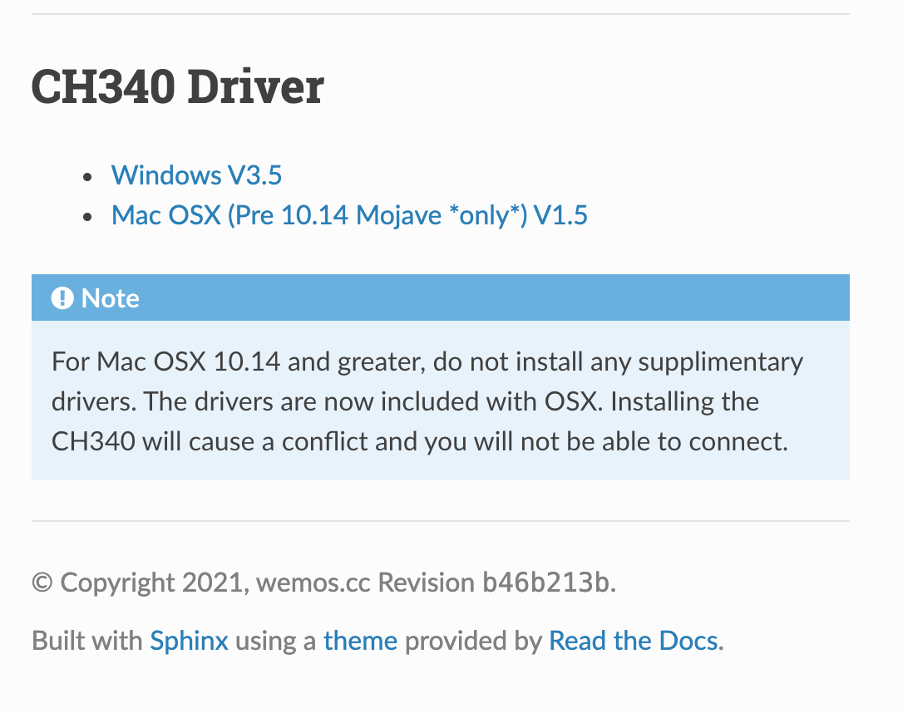 CH340 Driver
Windows V3.5
Mac OSX (Pre 10.14 Mojave *only*) V1.5
Note
For Mac OSX 10.14 and greater, do not install any supplimentary
drivers. The drivers are now included with OSX. Installing the
CH340 will cause a conflict and you will not be able to connect.
© Copyright 2021, wemos.cc Revision b46b213b.
Built with Sphinx using a theme provided by Read the Docs.